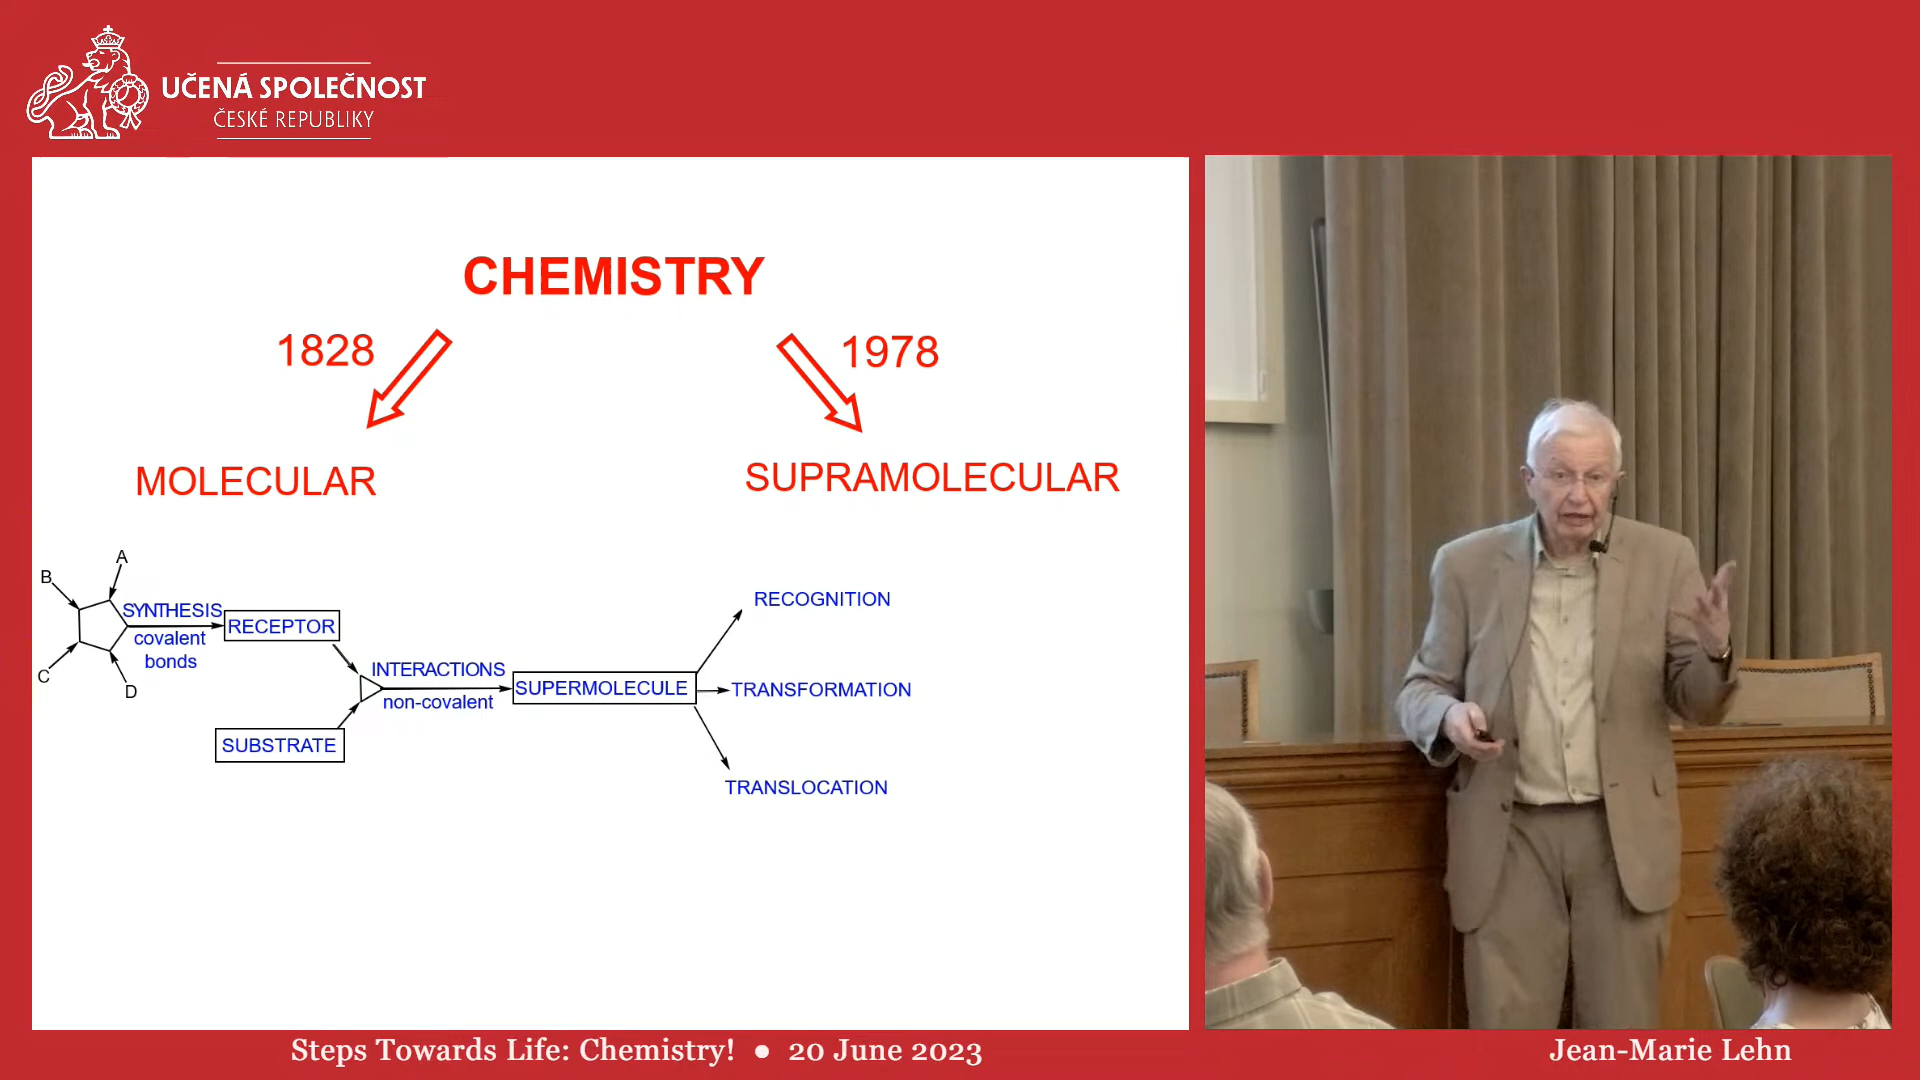 UČENÁ SPOLEČNOST
ČESKÉ REPUBLIKY
CHEMISTRY
1828
1978
MOLECULAR
SUPRAMOLECULAR
A
B
C
D
SYNTHESIS
covalent
bonds
RECEPTOR
SUBSTRATE
INTERACTIONS
non-covalent
SUPERMOLECULE
RECOGNITION
TRANSFORMATION
TRANSLOCATION
Steps Towards Life: Chemistry! ● 20 June 2023
Jean-Marie Lehn